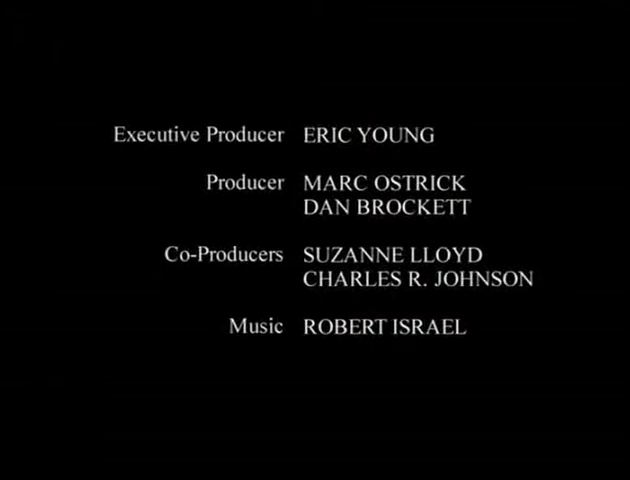 Executive Producer ERIC YOUNG
Producer MARC OSTRICK
DAN BROCKETT
Co-Producers SUZANNE LLOYD
CHARLES R. JOHNSON
Music ROBERT ISRAEL